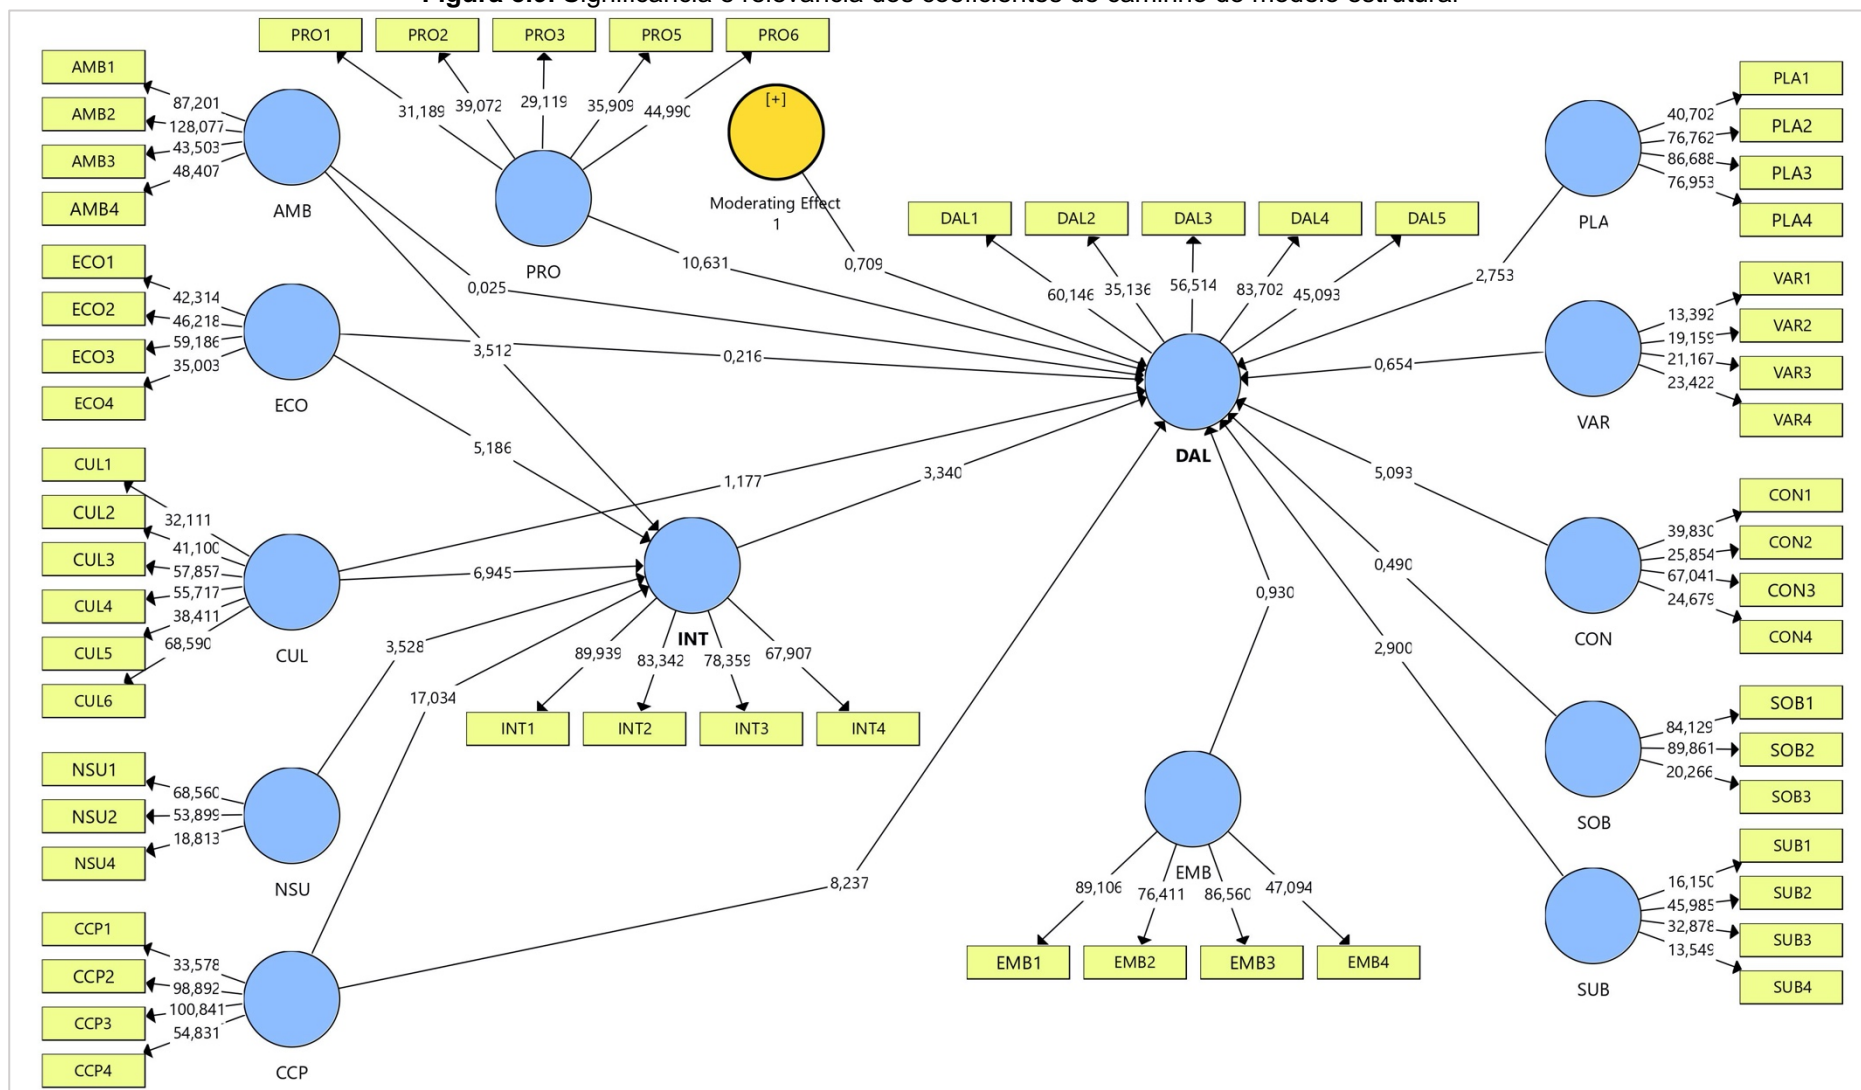 Figura Significância e relevância dos coeficientes de caminho do modelo estrutural
PRO1
PRO2
PRO3
PRO5
PRO6
31,189
39,072
29,119
35,909
44,990
PRO
[+]
Moderating Effect
1
AMB1
AMB2
AMB3
AMB4
87,201
128,077
43,503
48,407
AMB
ECO1
ECO2
ECO3
ECO4
42,314
46,218
59,186
35,003
ECO
CUL1
CUL2
CUL3
CUL4
CUL5
CUL6
32,111
41,100
57,857
55,717
38,411
68,590
CUL
NSU1
NSU2
NSU4
68,560
53,899
18,813
NSU
CCP1
CCP2
CCP3
CCP4
33,578
98,892
100,841
54,831
CCP
10,631
0,709
0,025
3,512
0,216
5,186
1,177
3,340
6,945
3,528
17,034
8,237
INT
89,939
83,342
78,359
67,907
INT1
INT2
INT3
INT4
DAL1
DAL2
DAL3
DAL4
DAL5
60,146
35,136
56,514
83,702
45,093
DAL
2,753
0,654
5,093
0,490
2,900
0,930
EMB
89,106
76,411
86,560
47,094
EMB1
EMB2
EMB3
EMB4
PLA
40,702
76,762
86,688
76,953
PLA1
PLA2
PLA3
PLA4
VAR
13,392
19,159
21,167
23,422
VAR1
VAR2
VAR3
VAR4
CON
39,830
25,854
67,041
24,679
CON1
CON2
CON3
CON4
SOB
84,129
89,861
20,266
SOB1
SOB2
SOB3
SUB
16,150
45,985
32,878
13,549
SUB1
SUB2
SUB3
SUB4